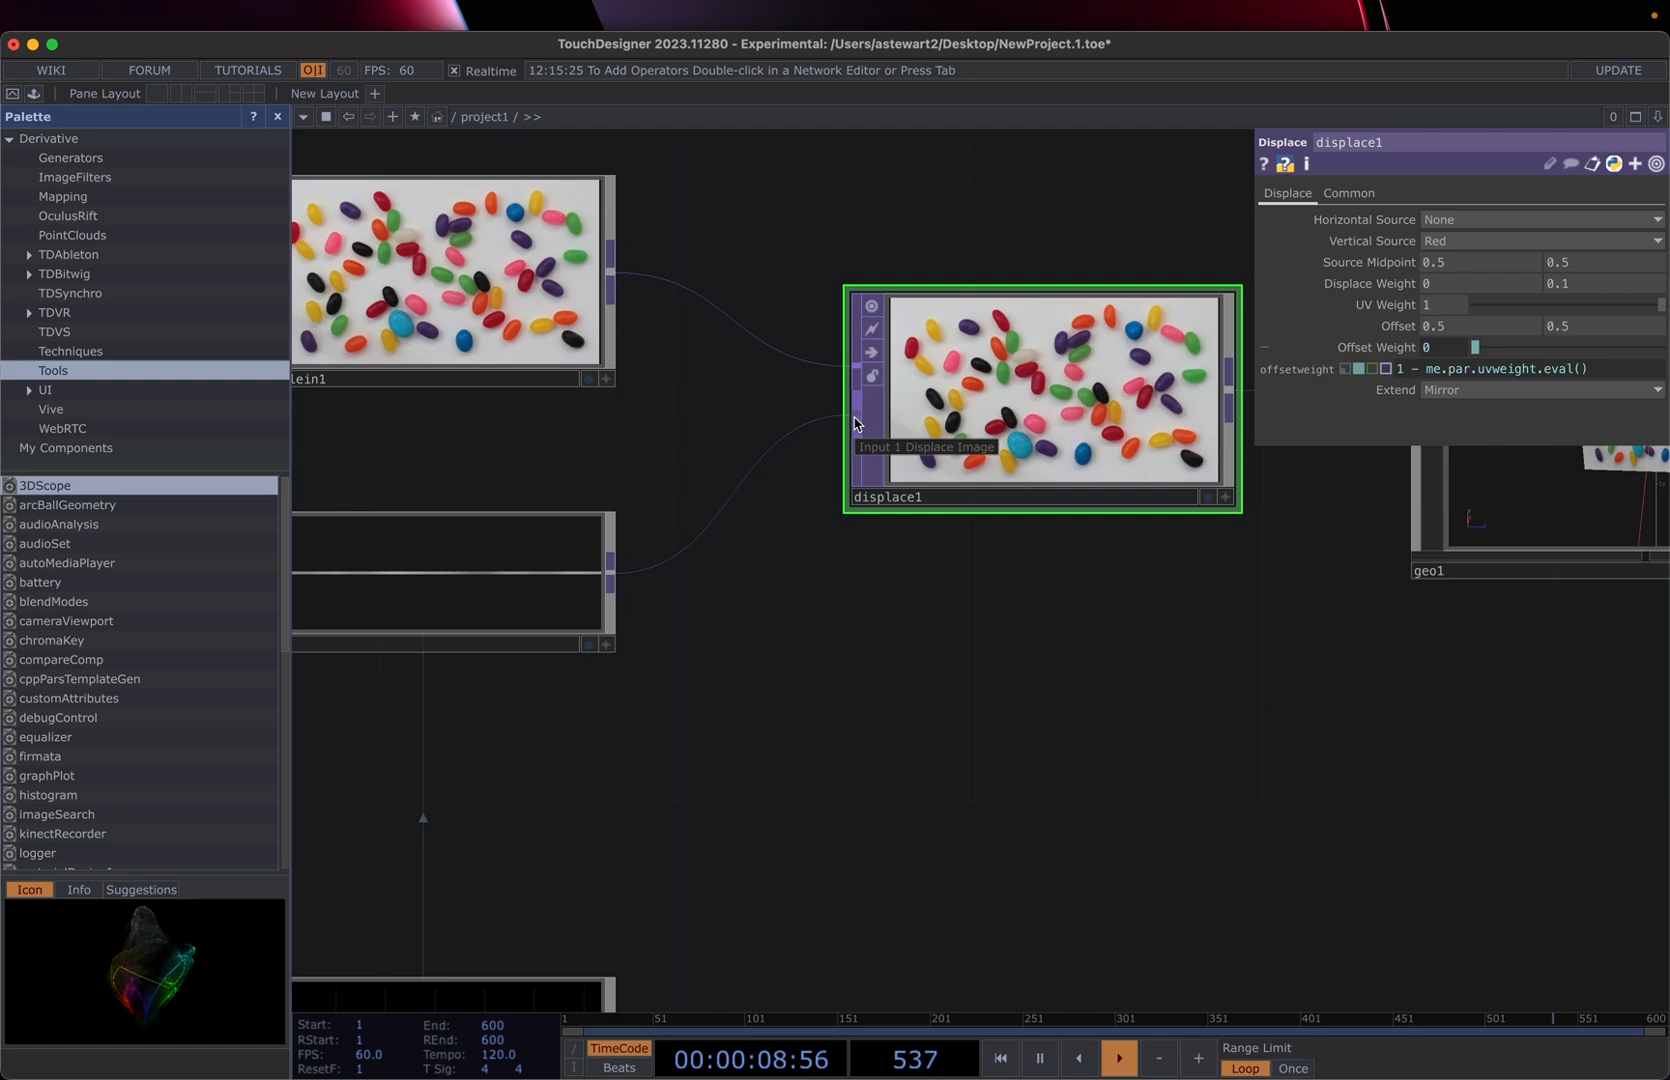 TouchDesigner 2023.11280 - Experimental: /Users/astewart2/Desktop/NewProject.1.toe*
WIKI FORUM TUTORIALS O|I 60 FPS: 60 Realtime 12:15:25 To Add Operators Double-click in a Network Editor or Press Tab UPDATE
Pane Layout New Layout +
Palette ? x / project1 / >> 0
Derivative
Generators
ImageFilters
Mapping
OculusRift
PointClouds
TDAbleton
TDBitwig
TDSynchro
TDVR
TDVS
Techniques
Tools
UI
Vive
WebRTC
My Components
3DScope
arcBallGeometry
audioAnalysis
audioSet
autoMediaPlayer
battery
blendModes
cameraViewport
chromaKey
compareComp
cppParsTemplateGen
customAttributes
debugControl
equalizer
firmata
graphPlot
histogram
imageSearch
kinectRecorder
logger
Icon Info Suggestions
lein1
Input 1 Displace Image
displace1
geo1
Displace displace1
? ? i
Displace Common
Horizontal Source None
Vertical Source Red
Source Midpoint 0.5 0.5
Displace Weight 0 0.1
UV Weight 1
Offset 0.5 0.5
Offset Weight 0
offsetweight 1 - me.par.uvweight.eval()
Extend Mirror
Start: 1 End: 600
RStart: 1 REnd: 600
FPS: 60.0 Tempo: 120.0
ResetF: 1 T Sig: 4 4
1 51 101 151 201 251 301 351 401 451 501 551 600
TimeCode
Beats
00:00:08:56 537
- +
Range Limit
Loop Once